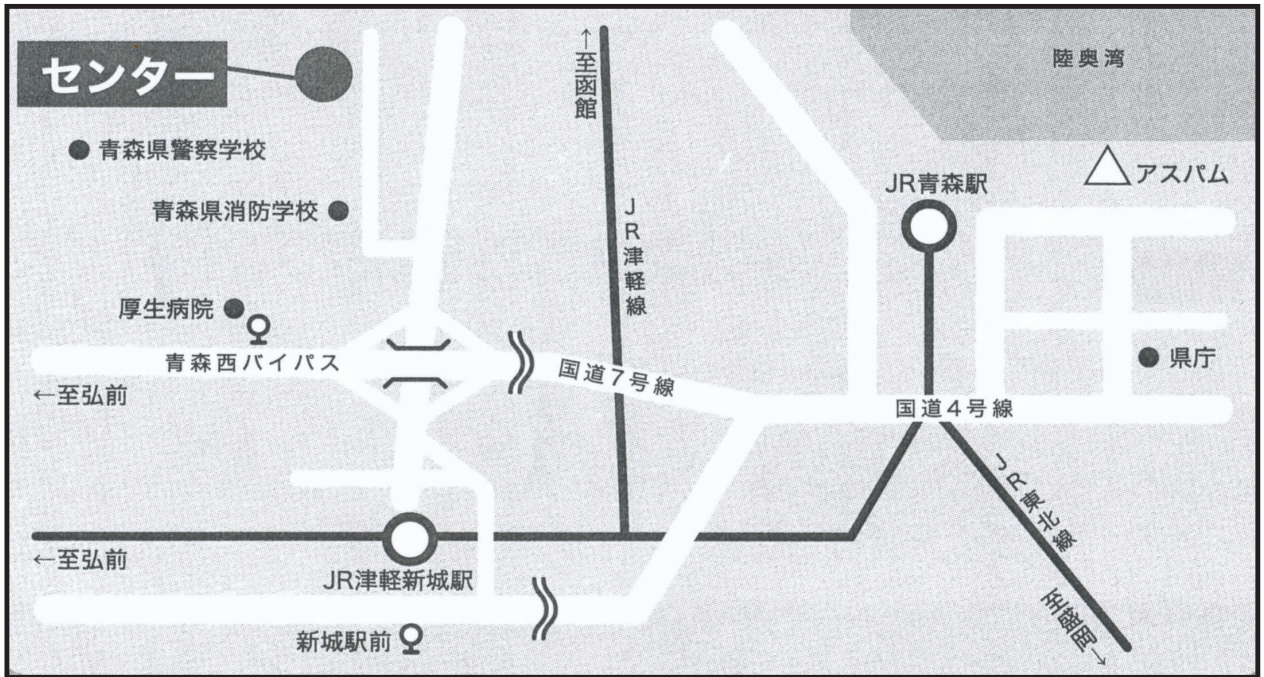 センター
陸奥湾
↑至函館
青森県警察学校
アスパム
JR青森駅
青森県消防学校
JR津軽線
厚生病院
青森西バイパス
国道7号線
県庁
←至弘前
国道4号線
JR東北線
←至弘前
JR津軽新城駅
至盛岡→
新城駅前